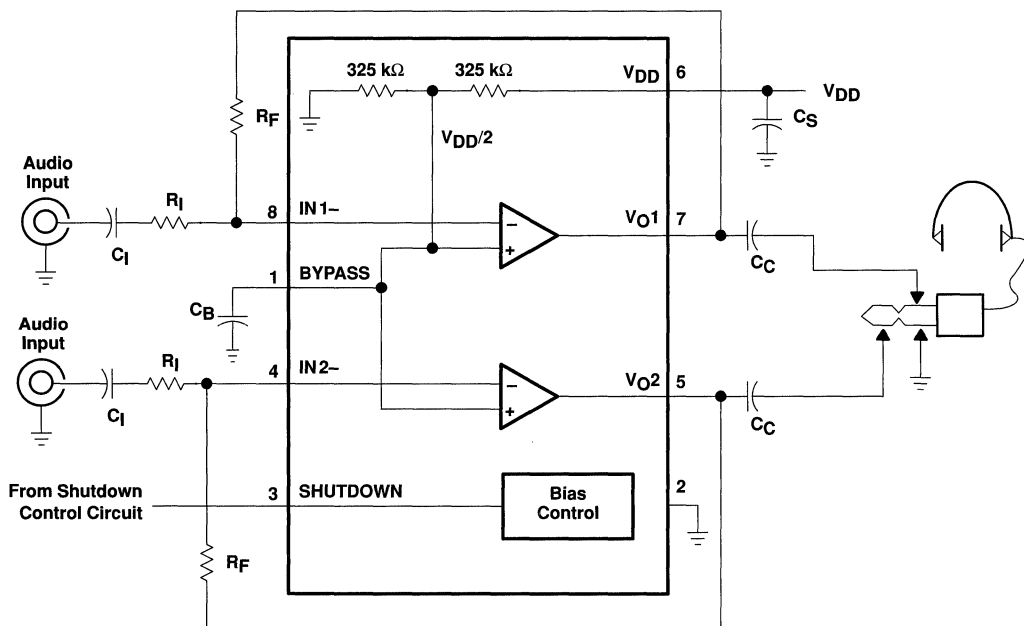 325 kΩ
325 kΩ
VDD
6
VDD
CS
RF
VDD/2
Audio
Input
RI
CI
8
IN1–
–
+
VO1
7
CC
1
BYPASS
CB
Audio
Input
RI
CI
4
IN2–
–
+
VO2
5
CC
From Shutdown
Control Circuit
3
SHUTDOWN
Bias
Control
2
RF